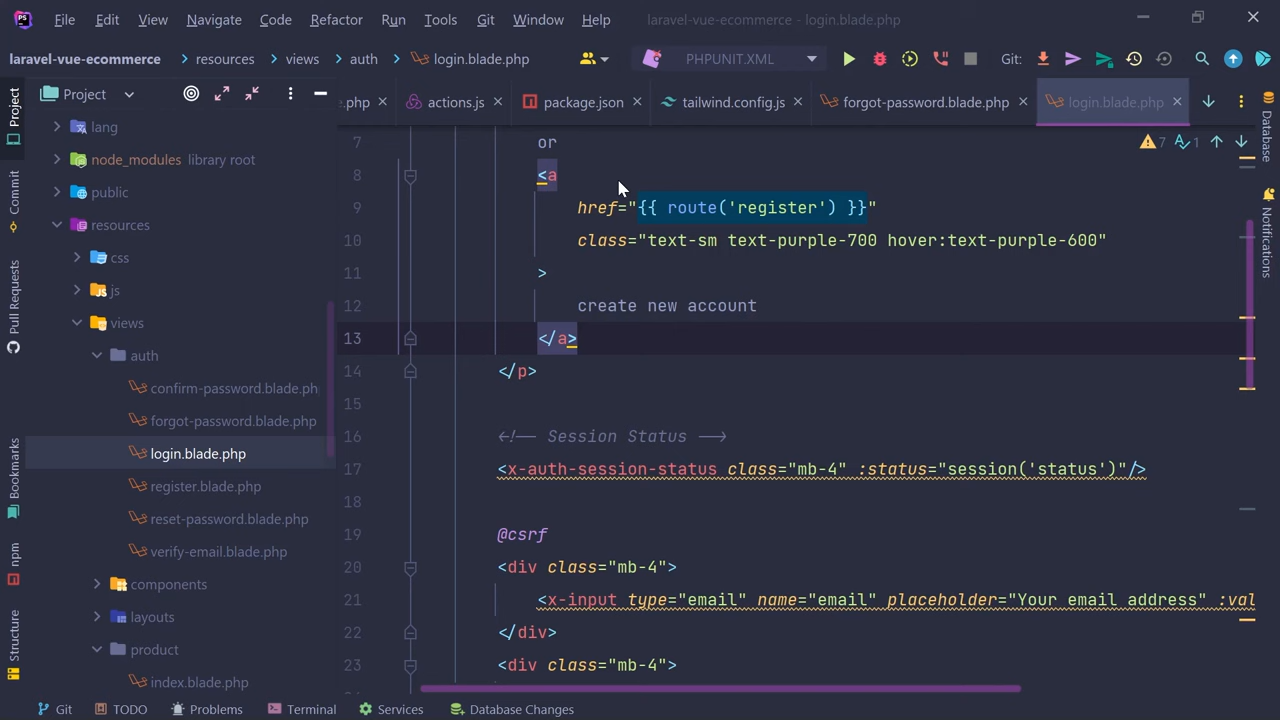 File Edit View Navigate Code Refactor Run Tools Git Window Help laravel-vue-ecommerce - login.blade.php
laravel-vue-ecommerce resources views auth login.blade.php PHPUNIT.XML Git:
Project
e.php actions.js package.json tailwind.config.js forgot-password.blade.php login.blade.php
lang
node_modules library root
public
resources
css
js
views
auth
confirm-password.blade.ph
forgot-password.blade.php
login.blade.php
register.blade.php
reset-password.blade.php
verify-email.blade.php
components
layouts
product
index.blade.php
7 or
8 <a
9 href="{{ route('register') }}"
10 class="text-sm text-purple-700 hover:text-purple-600"
11 >
12 create new account
13 </a>
14 </p>
15
16 <!-- Session Status -->
17 <x-auth-session-status class="mb-4" :status="session('status')"/>
18
19 @csrf
20 <div class="mb-4">
21 <x-input type="email" name="email" placeholder="Your email address" :val
22 </div>
23 <div class="mb-4">
7 1
Project
Commit
Pull Requests
Bookmarks
npm
Structure
Database
Notifications
Git TODO Problems Terminal Services Database Changes